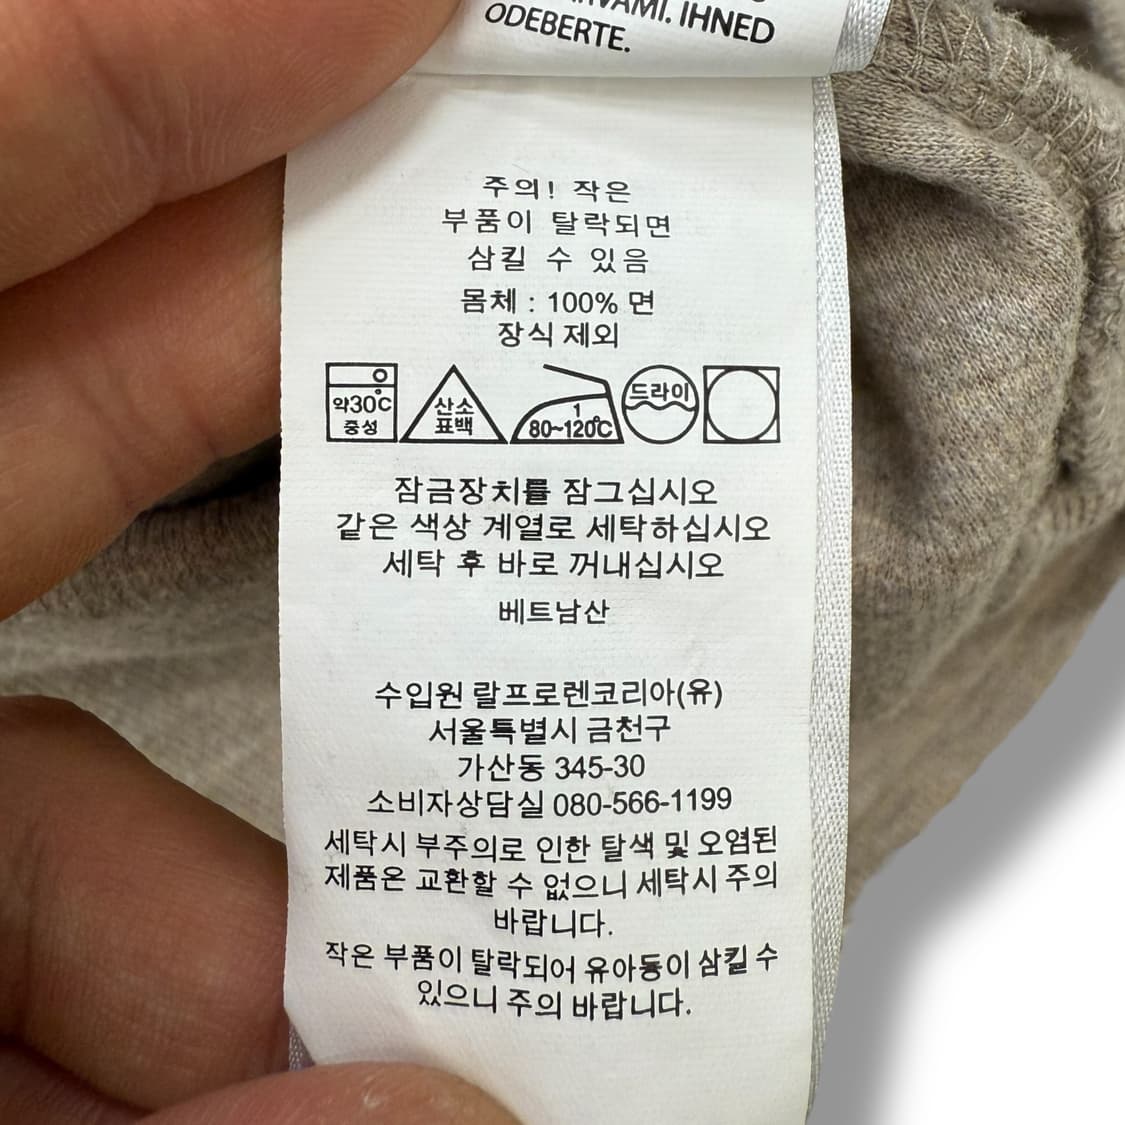 IHNED
ODEBERTE.
주의! 작은
부품이 탈락되면
삼킬 수 있음
몸체 : 100% 면
장식 제외
약30℃
중성
산소
표백
1
80~120℃
드라이
잠금장치를 잠그십시오
같은 색상 계열로 세탁하십시오
세탁 후 바로 꺼내십시오
베트남산
수입원 랄프로렌코리아(유)
서울특별시 금천구
가산동 345-30
소비자상담실 080-566-1199
세탁시 부주의로 인한 탈색 및 오염된
제품은 교환할 수 없으니 세탁시 주의
바랍니다.
작은 부품이 탈락되어 유아동이 삼킬 수
있으니 주의 바랍니다.